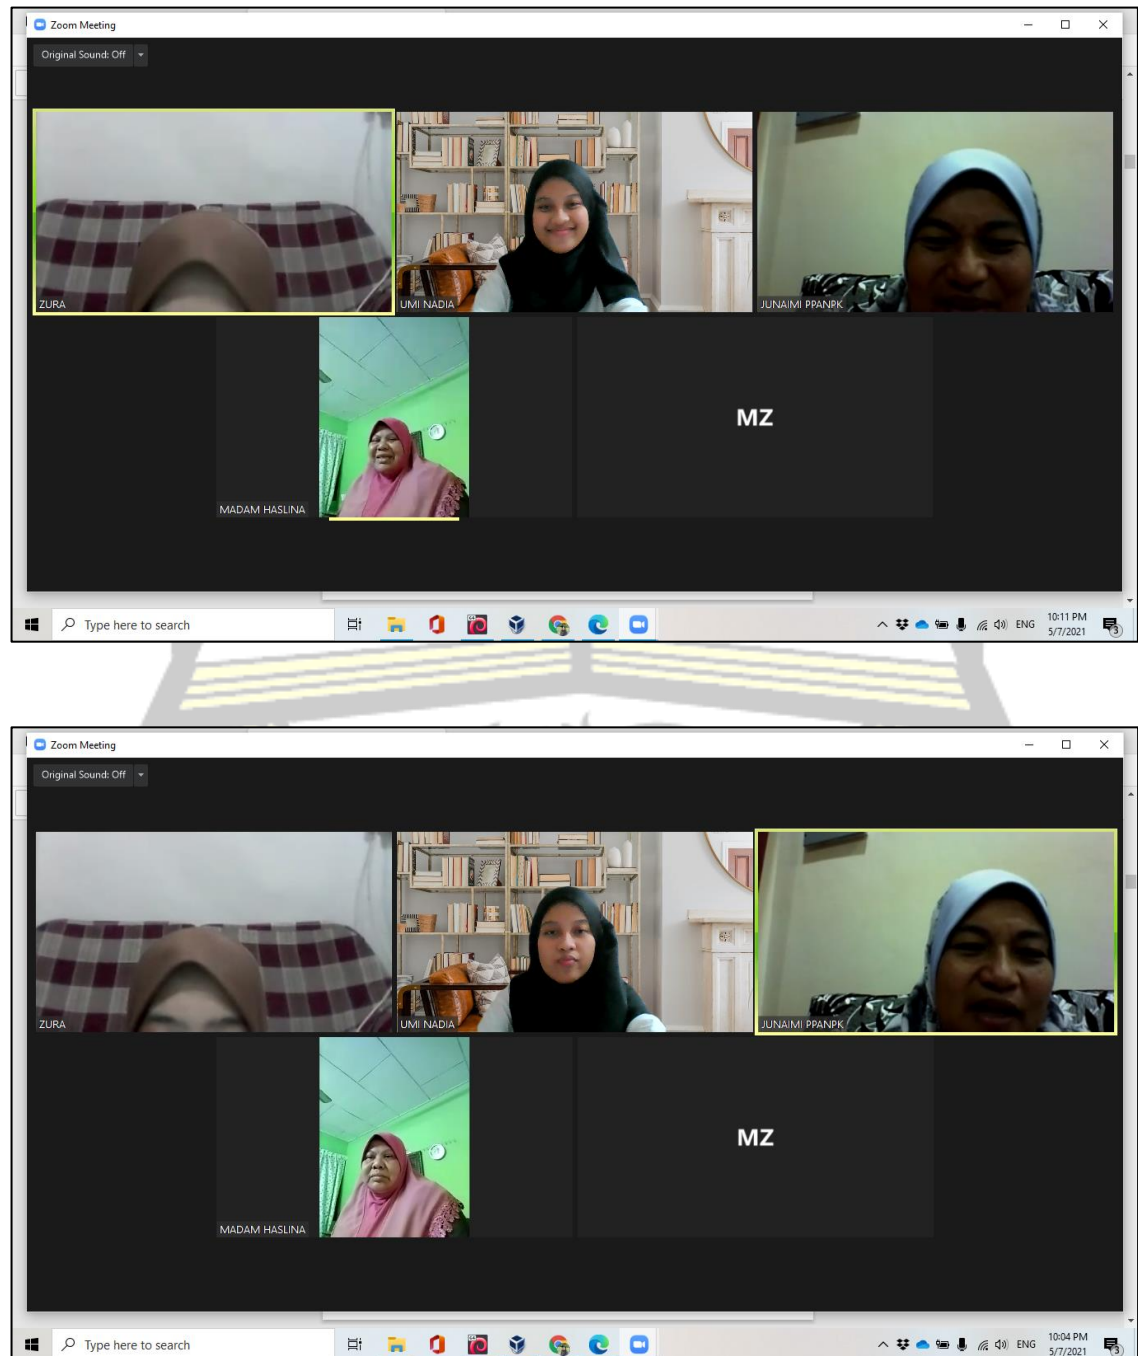 Zoom Meeting
Original Sound: Off
ZURA
UMI NADIA
JUNAIMI PPANPK
MADAM HASLINA
MZ
Type here to search
ENG
10:11 PM
5/7/2021
3
Zoom Meeting
Original Sound: Off
ZURA
UMI NADIA
JUNAIMI PPANPK
MADAM HASLINA
MZ
Type here to search
ENG
10:04 PM
5/7/2021
3